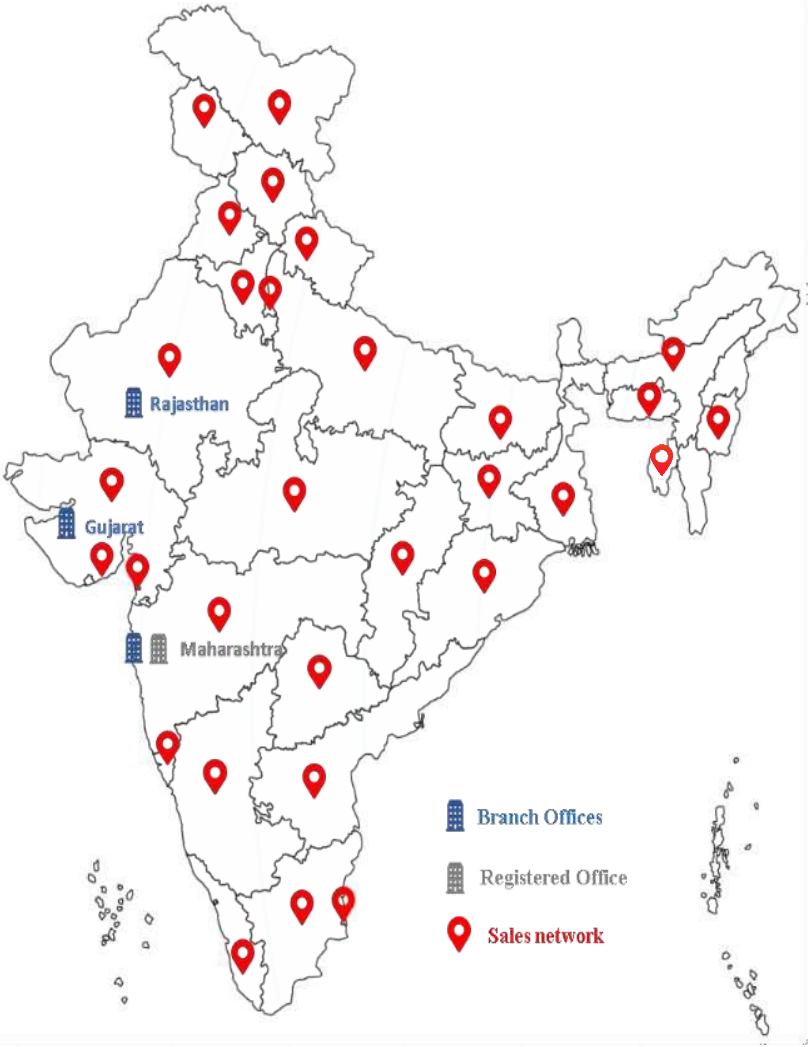 Rajasthan
Gujarat
Maharashtra
Branch Offices
Registered Office
Sales network